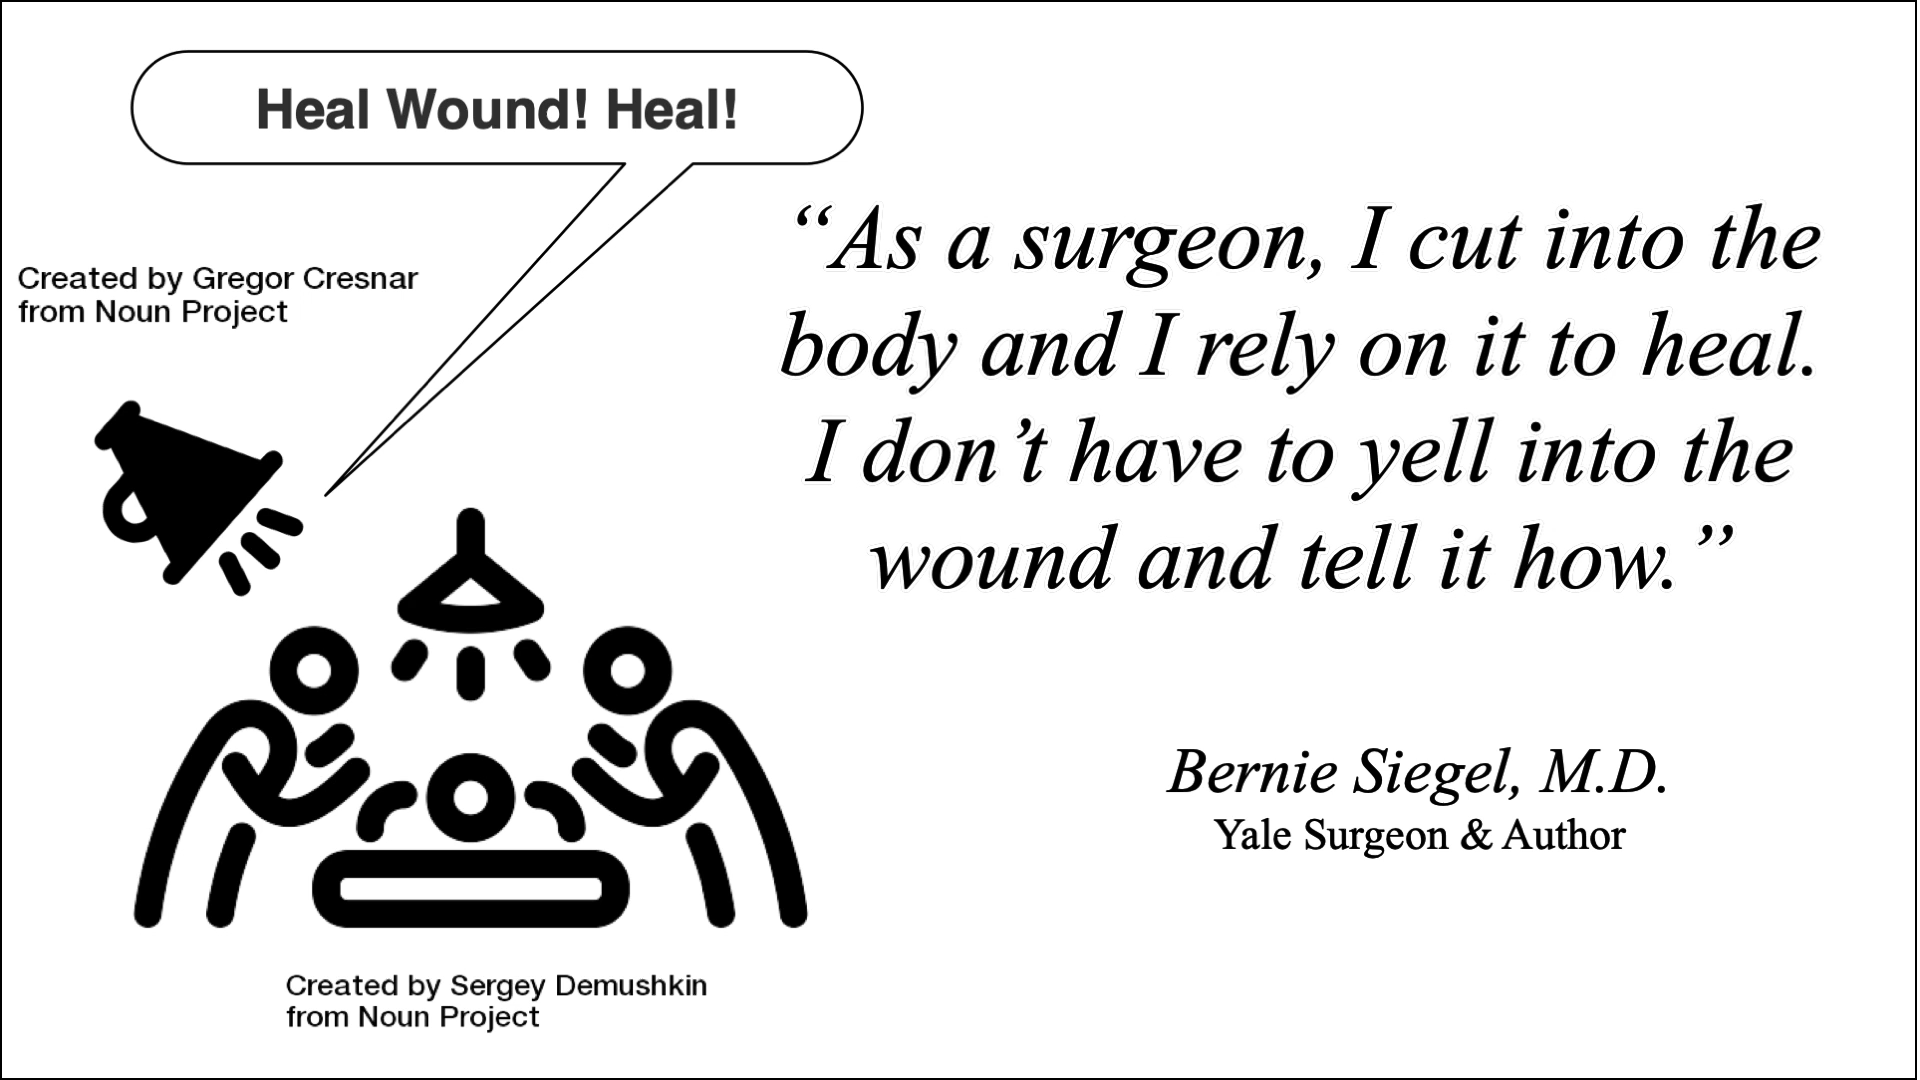 Heal Wound! Heal!
Created by Gregor Cresnar
from Noun Project
“As a surgeon, I cut into the
body and I rely on it to heal.
I don’t have to yell into the
wound and tell it how.”
Bernie Siegel, M.D.
Yale Surgeon & Author
Created by Sergey Demushkin
from Noun Project